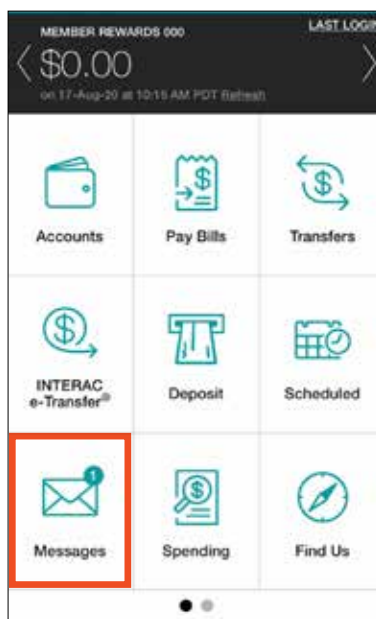 MEMBER REWARDS 000
LAST LOGIN
$0.00
on 17-Aug-20 at 10:15 AM PDT Refresh
$
$
Accounts
Pay Bills
Transfers
$
INTERAC
e-Transfer®
Deposit
Scheduled
1
$
Messages
Spending
Find Us